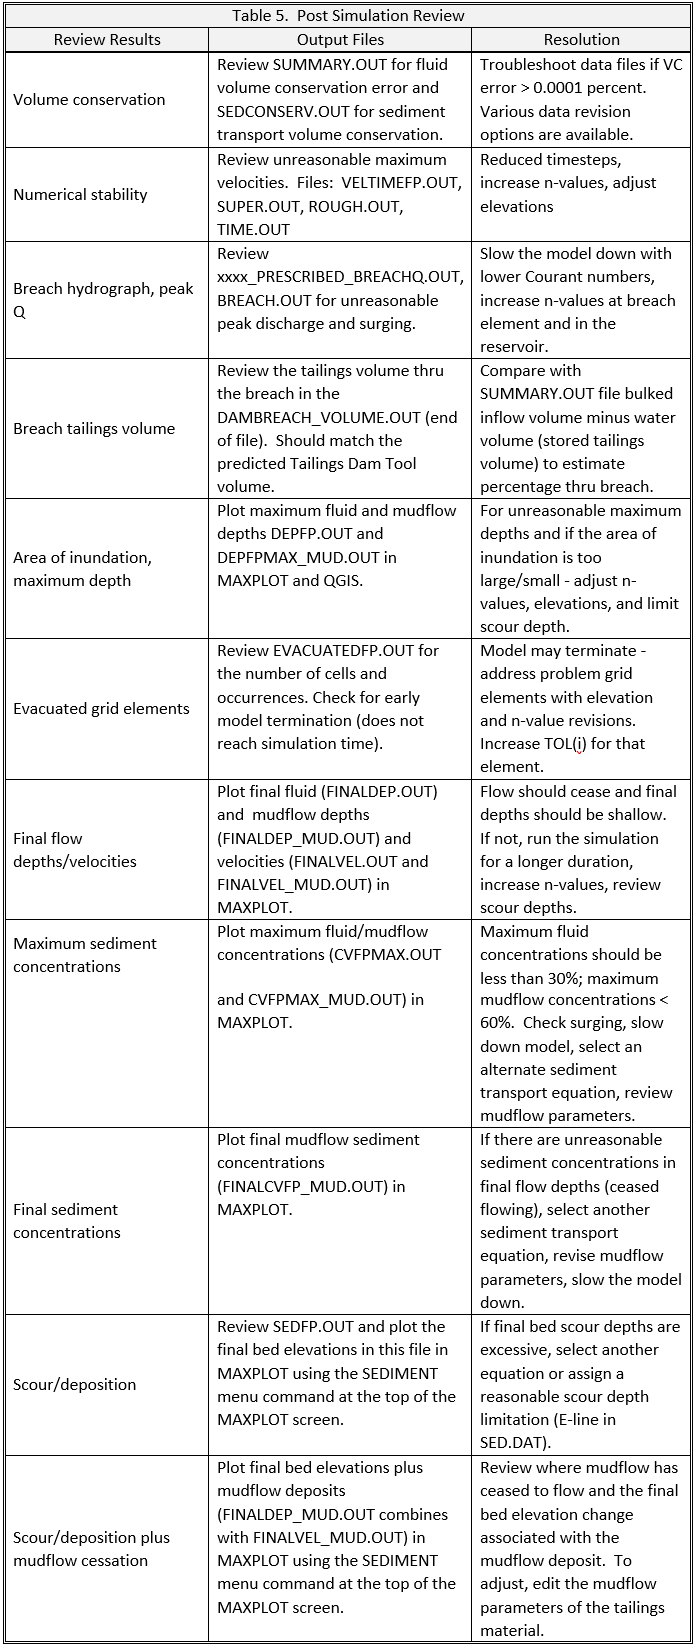 Table 5.  Post Simulation Review
Review Results
Output Files
Resolution
Volume conservation
Review SUMMARY.OUT for fluid
volume conservation error and
SEDCONSERV.OUT for sediment
transport volume conservation.
Troubleshoot data files if VC
error > 0.0001 percent.
Various data revision
options are available.
Numerical stability
Review unreasonable maximum
velocities.  Files:  VELTIMEFP.OUT,
SUPER.OUT, ROUGH.OUT,
TIME.OUT
Reduced timesteps,
increase n-values, adjust
elevations
Breach hydrograph, peak
Q
Review
xxxx_PRESCRIBED_BREACHQ.OUT,
BREACH.OUT for unreasonable
peak discharge and surging.
Slow the model down with
lower Courant numbers,
increase n-values at breach
element and in the
reservoir.
Breach tailings volume
Review the tailings volume thru
the breach in the
DAMBREACH_VOLUME.OUT (end
of file).  Should match the
predicted Tailings Dam Tool
volume.
Compare with
SUMMARY.OUT file bulked
inflow volume minus water
volume (stored tailings
volume) to estimate
percentage thru breach.
Area of inundation,
maximum depth
Plot maximum fluid and mudflow
depths DEPFP.OUT and
DEPFPMAX_MUD.OUT in
MAXPLOT and QGIS.
For unreasonable maximum
depths and if the area of
inundation is too
large/small - adjust n-
values, elevations, and limit
scour depth.
Evacuated grid elements
Review EVACUATEDFP.OUT for
the number of cells and
occurrences. Check for early
model termination (does not
reach simulation time).
Model may terminate -
address problem grid
elements with elevation
and n-value revisions.
Increase TOL(i) for that
element.
Final flow
depths/velocities
Plot final fluid (FINALDEP.OUT)
and  mudflow depths
(FINALDEP_MUD.OUT) and
velocities (FINALVEL.OUT and
FINALVEL_MUD.OUT) in
MAXPLOT.
Flow should cease and final
depths should be shallow.
If not, run the simulation
for a longer duration,
increase n-values, review
scour depths.
Maximum sediment
concentrations
Plot maximum fluid/mudflow
concentrations (CVFPMAX.OUT
and CVFPMAX_MUD.OUT) in
MAXPLOT.
Maximum fluid
concentrations should be
less than 30%; maximum
mudflow concentrations <
60%.  Check surging, slow
down model, select an
alternate sediment
transport equation, review
mudflow parameters.
Final sediment
concentrations
Plot final mudflow sediment
concentrations
(FINALCVFP_MUD.OUT) in
MAXPLOT.
If there are unreasonable
sediment concentrations in
final flow depths (ceased
flowing), select another
sediment transport
equation, revise mudflow
parameters, slow the model
down.
Scour/deposition
Review SEDFP.OUT and plot the
final bed elevations in this file in
MAXPLOT using the SEDIMENT
menu command at the top of the
MAXPLOT screen.
If final bed scour depths are
excessive, select another
equation or assign a
reasonable scour depth
limitation (E-line in
SED.DAT).
Scour/deposition plus
mudflow cessation
Plot final bed elevations plus
mudflow deposits
(FINALDEP_MUD.OUT combines
with FINALVEL_MUD.OUT) in
MAXPLOT using the SEDIMENT
menu command at the top of the
MAXPLOT screen.
Review where mudflow has
ceased to flow and the final
bed elevation change
associated with the
mudflow deposit.  To
adjust, edit the mudflow
parameters of the tailings
material.